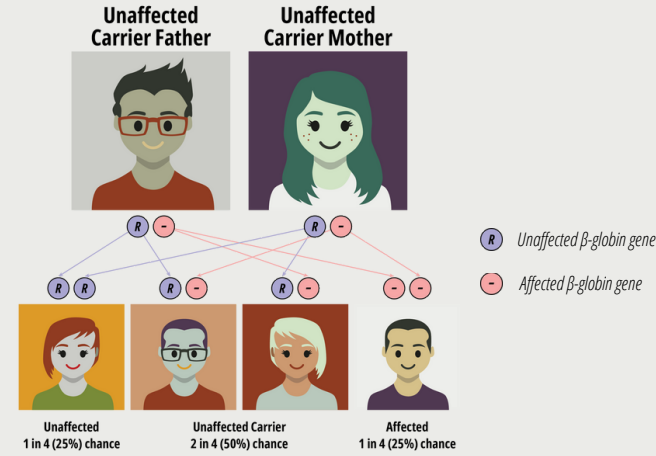 Unaffected
Carrier Father
Unaffected
Carrier Mother
R - R -
R Unaffected β-globin gene
- Affected β-globin gene
R R R - R - - -
Unaffected
1 in 4 (25%) chance
Unaffected Carrier
2 in 4 (50%) chance
Affected
1 in 4 (25%) chance